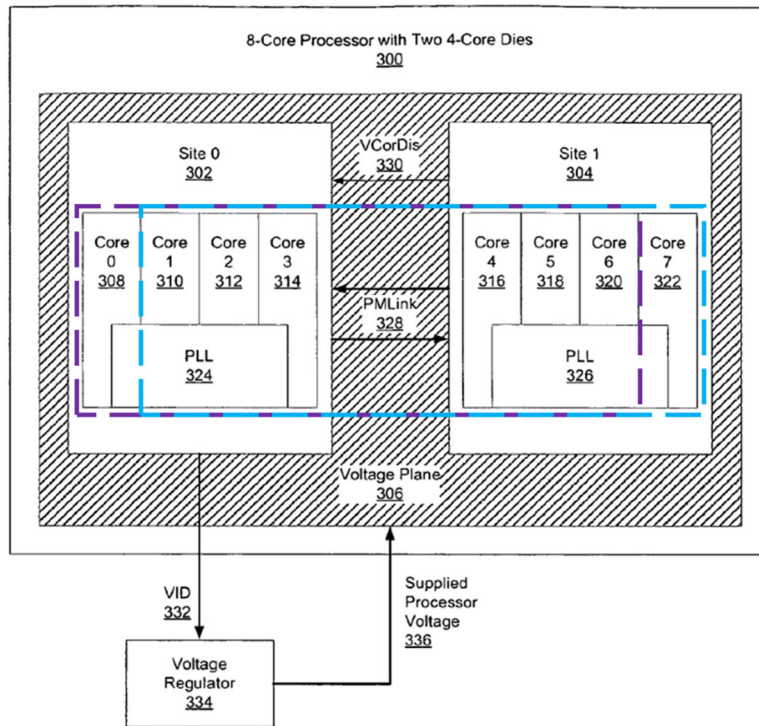 8-Core Processor with Two 4-Core Dies
300
Site 0
302
VCorDis
330
Site 1
304
Core
0
308
Core
1
310
Core
2
312
Core
3
314
PLL
324
PMLink
328
Core
4
316
Core
5
318
Core
6
320
Core
7
322
PLL
326
Voltage Plane
306
VID
332
Supplied
Processor
Voltage
336
Voltage
Regulator
334